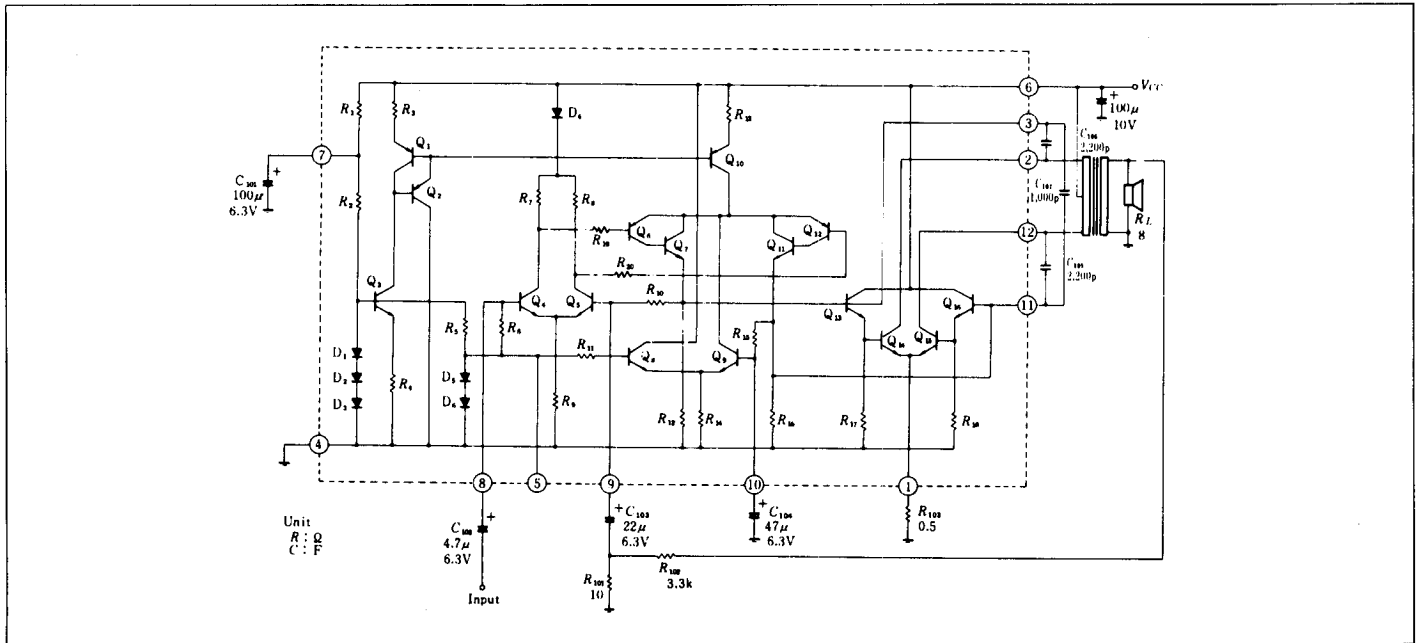 R₁
R₃
D₄
R₁₃
6
VCC
+
100μ
10V
3
C₁₀₆
2,200p
7
Q₁
Q₁₀
2
C₁₀₁
100μ
6.3V
+
R₂
Q₂
R₇
R₈
Q₆
Q₇
Q₁₁
Q₁₂
C₁₀₇
1,000p
R_L
8
R₁₉
12
R₂₀
C₁₀₅
2,200p
Q₃
Q₄
Q₅
R₁₀
Q₁₃
Q₁₆
11
R₅
R₆
R₁₁
Q₈
Q₉
R₁₅
Q₁₄
Q₁₅
D₁
D₂
D₃
R₄
D₅
D₆
R₉
R₁₂
R₁₄
R₁₆
R₁₇
R₁₈
4
8
5
9
10
1
Unit
R : Ω
C : F
C₁₀₂
4.7μ
6.3V
+
Input
+
C₁₀₃
22μ
6.3V
R₁₀₁
10
R₁₀₂
3.3k
+
C₁₀₄
47μ
6.3V
R₁₀₃
0.5